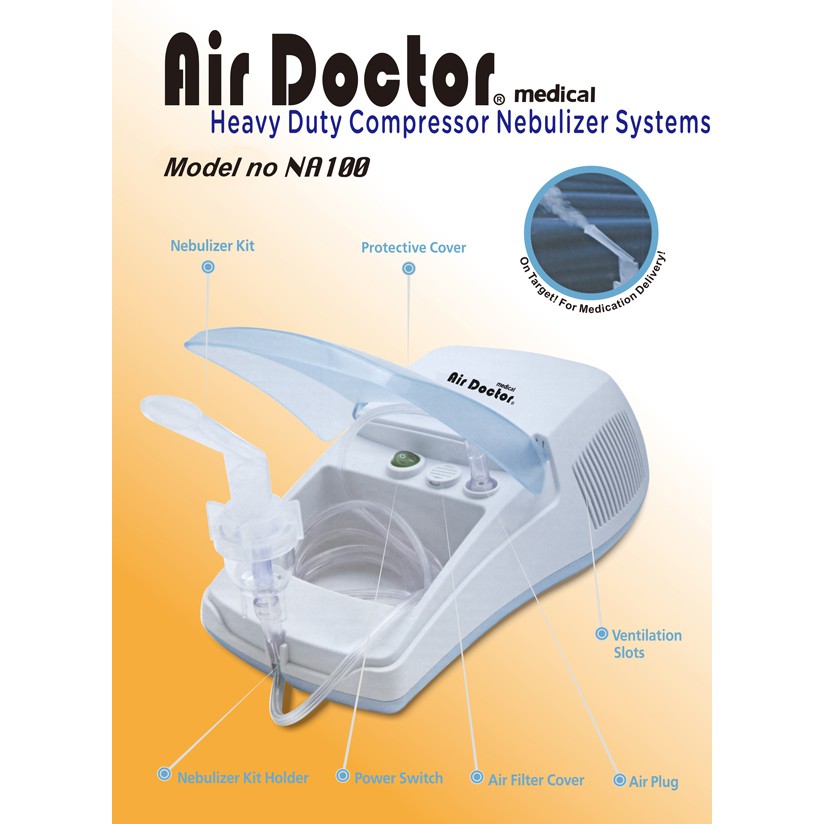 Air Doctor® medical
Heavy Duty Compressor Nebulizer Systems
Model no NA100
On Target! For Medication Delivery!
Nebulizer Kit
Protective Cover
medical
Air Doctor®
Ventilation
Slots
Nebulizer Kit Holder
Power Switch
Air Filter Cover
Air Plug